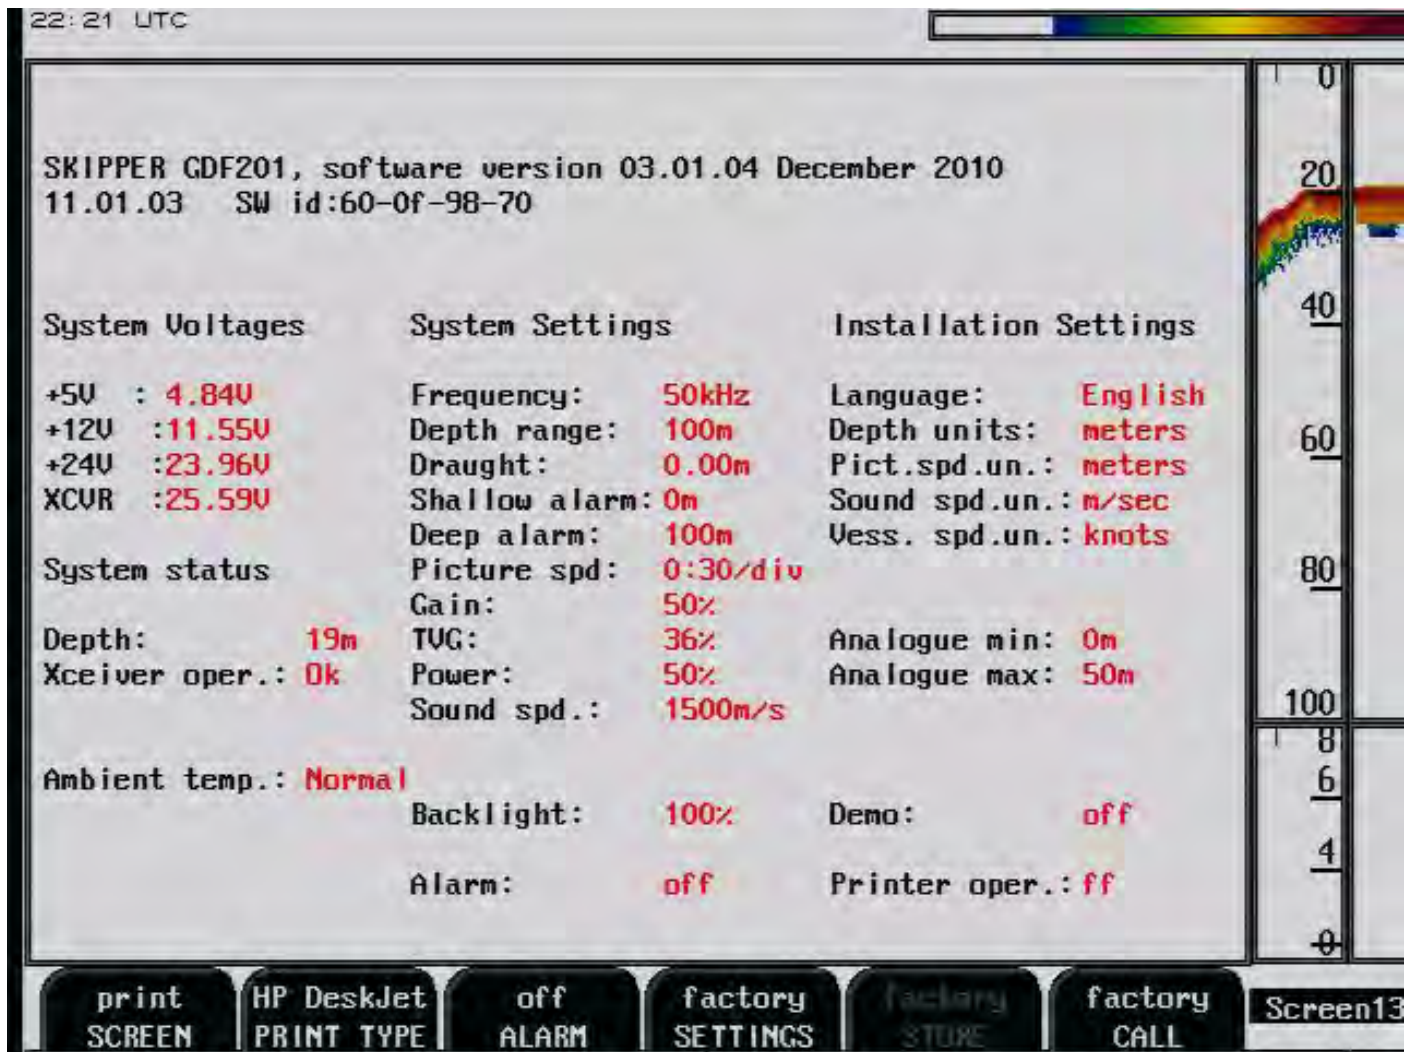 22:21 UTC
SKIPPER GDF201, software version 03.01.04 December 2010
11.01.03 SW id:60-0f-98-70
System Voltages
+5V : 4.84V
+12V :11.55V
+24V :23.96V
XCVR :25.59V
System status
Depth: 19m
Xceiver oper.: Ok
Ambient temp.: Normal
System Settings
Frequency: 50kHz
Depth range: 100m
Draught: 0.00m
Shallow alarm: 0m
Deep alarm: 100m
Picture spd: 0:30/div
Gain: 50%
TVG: 36%
Power: 50%
Sound spd.: 1500m/s
Backlight: 100%
Alarm: off
Installation Settings
Language: English
Depth units: meters
Pict.spd.un.: meters
Sound spd.un.: m/sec
Vess. spd.un.: knots
Analogue min: 0m
Analogue max: 50m
Demo: off
Printer oper.: ff
0
20
40
60
80
100
8
6
4
0
print
SCREEN
HP DeskJet
PRINT TYPE
off
ALARM
factory
SETTINGS
factory
STORE
factory
CALL
Screen13